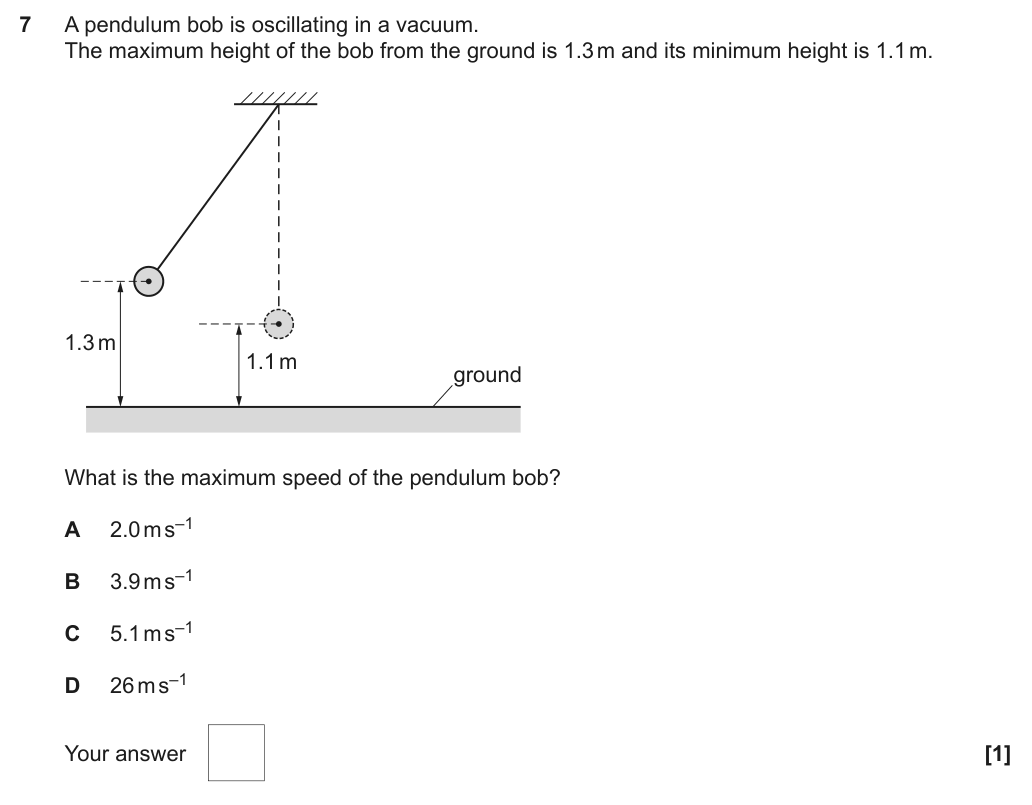 7 A pendulum bob is oscillating in a vacuum.
The maximum height of the bob from the ground is 1.3 m and its minimum height is 1.1 m.
1.3 m
1.1 m
ground
What is the maximum speed of the pendulum bob?
A 2.0 m s⁻¹
B 3.9 m s⁻¹
C 5.1 m s⁻¹
D 26 m s⁻¹
Your answer [1]